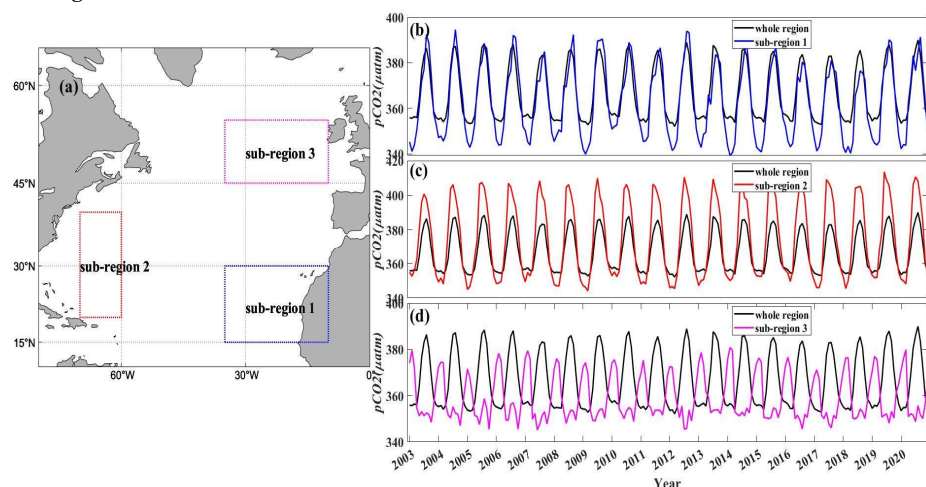 (a)
60°N
45°N
30°N
15°N
60°W
30°W
0°
sub-region 3
sub-region 2
sub-region 1
(b)
whole region
sub-region 1
pCO2(μatm)
400
380
360
340
(c)
whole region
sub-region 2
pCO2(μatm)
420
400
380
360
340
(d)
whole region
sub-region 3
pCO2(μatm)
400
380
360
340
2003 2004 2005 2006 2007 2008 2009 2010 2011 2012 2013 2014 2015 2016 2017 2018 2019 2020
Year